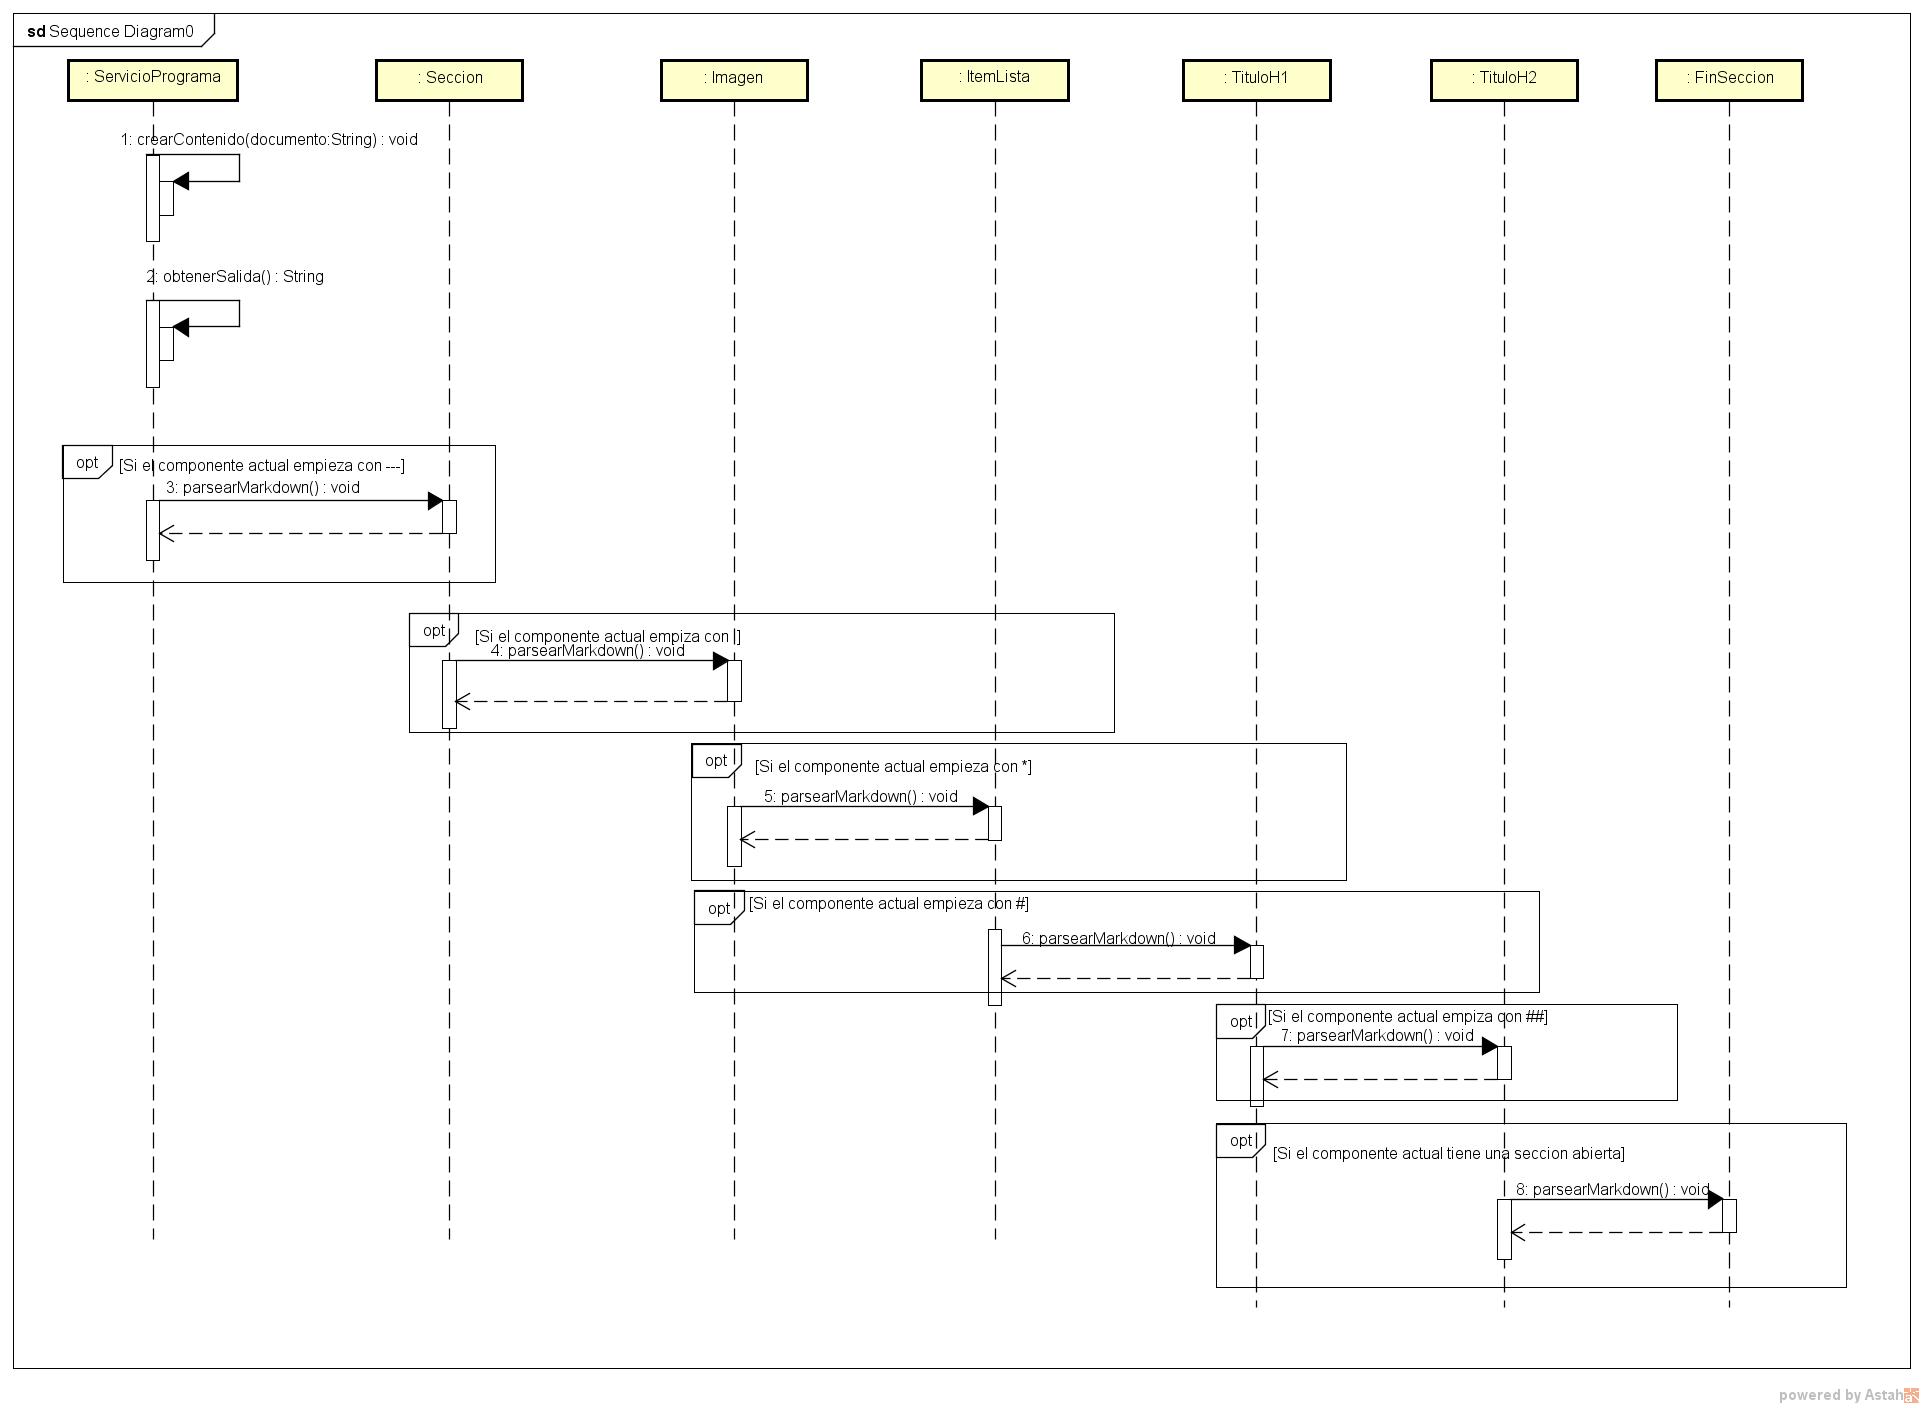 sd Sequence Diagram0
: ServicioPrograma
: Seccion
: Imagen
: ItemLista
: TituloH1
: TituloH2
: FinSeccion
1: crearContenido(documento:String) : void
2: obtenerSalida() : String
opt
[Si el componente actual empieza con ---]
3: parsearMarkdown() : void
opt
[Si el componente actual empiza con |]
4: parsearMarkdown() : void
opt
[Si el componente actual empieza con *]
5: parsearMarkdown() : void
opt
[Si el componente actual empieza con #]
6: parsearMarkdown() : void
opt
[Si el componente actual empiza con ##]
7: parsearMarkdown() : void
opt
[Si el componente actual tiene una seccion abierta]
8: parsearMarkdown() : void
powered by Astah